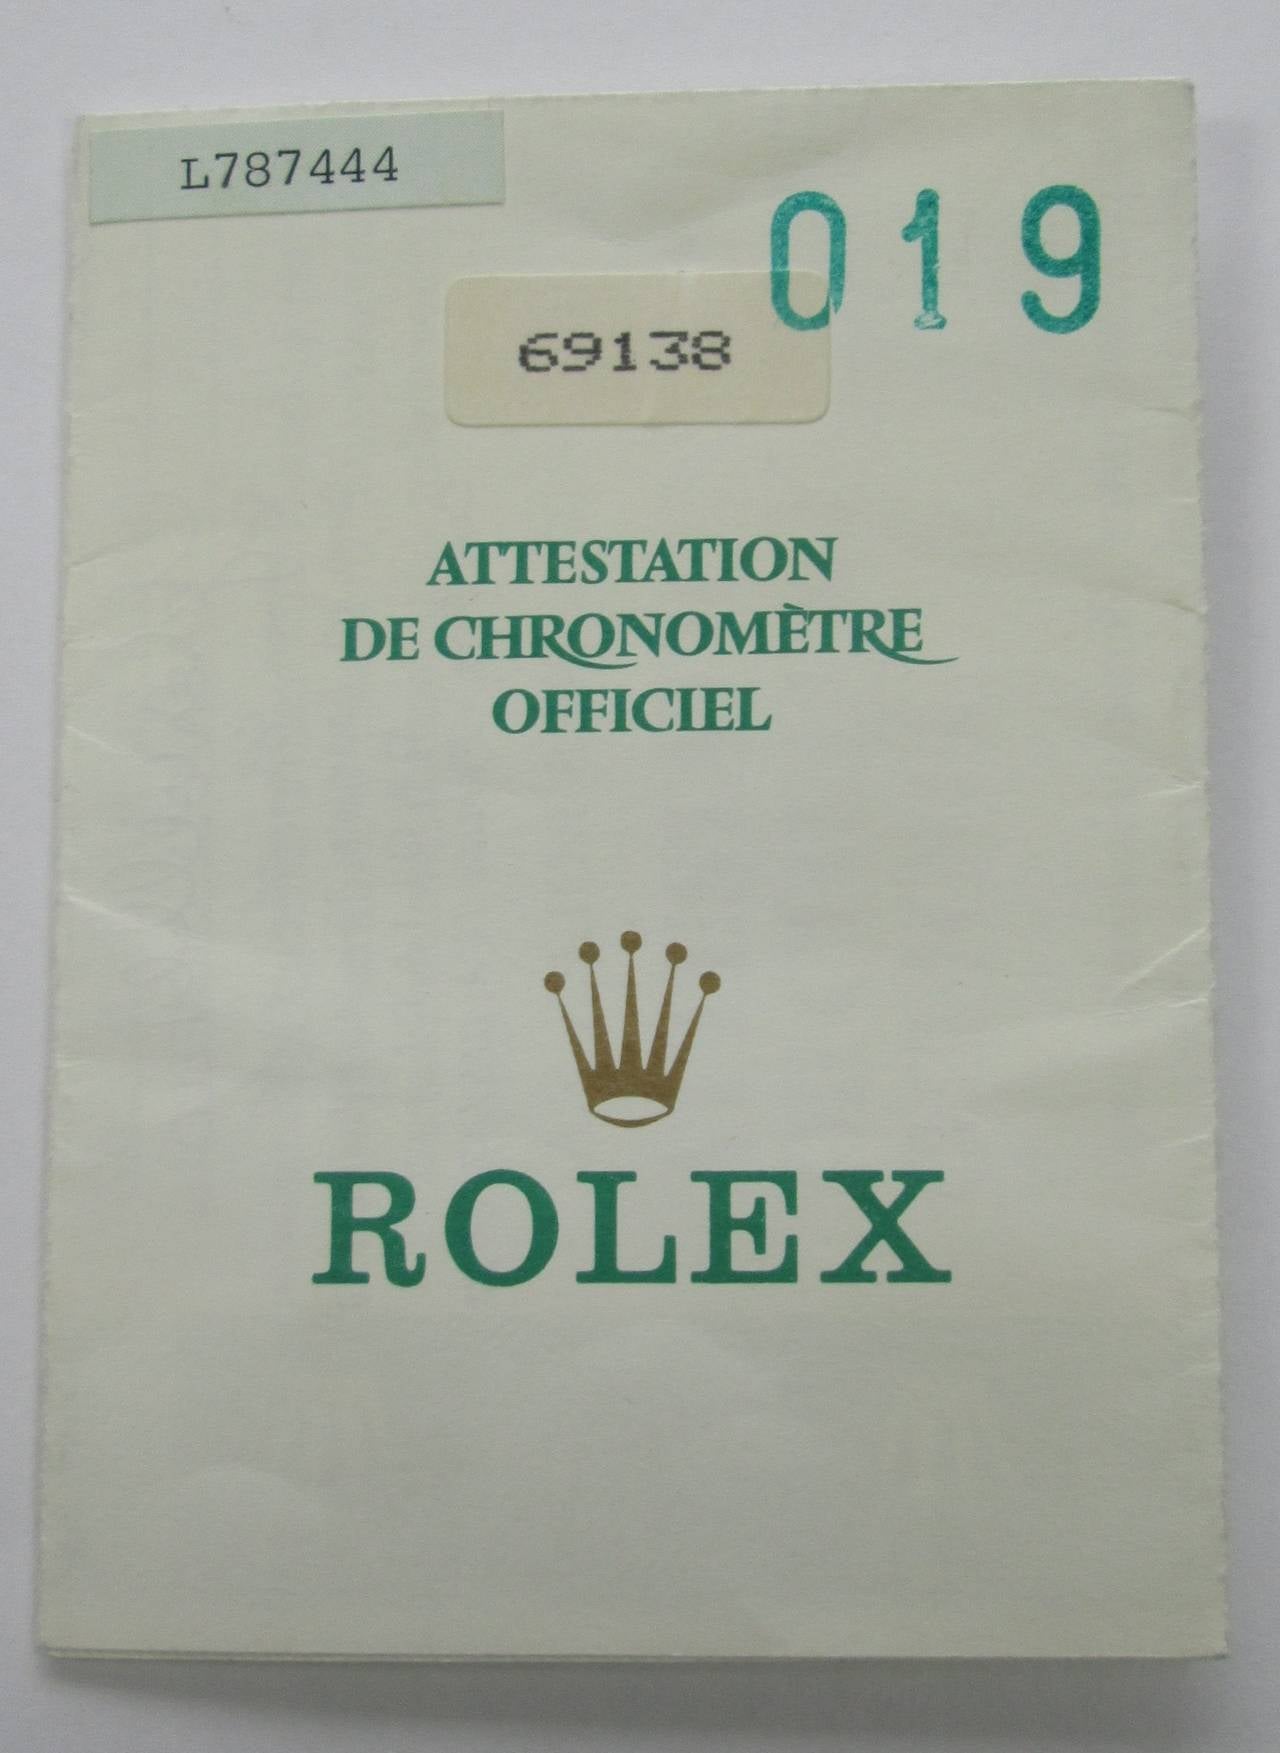 L787444
019
69138
ATTESTATION
DE CHRONOMÈTRE
OFFICIEL
ROLEX